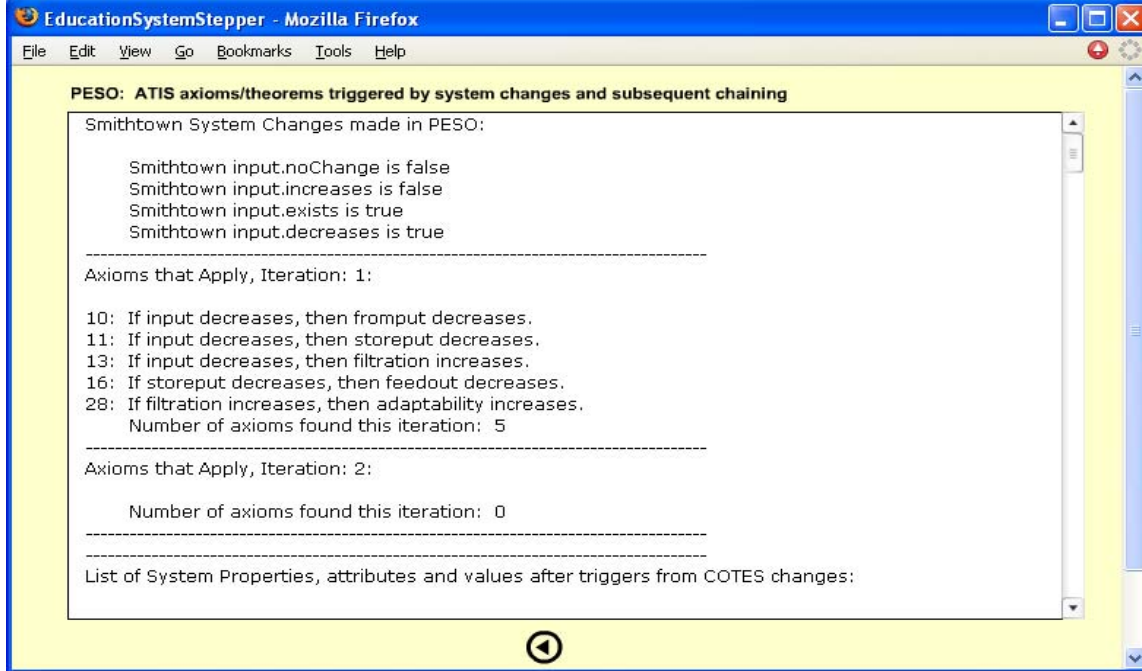 EducationSystemStepper - Mozilla Firefox
File Edit View Go Bookmarks Tools Help
PESO: ATIS axioms/theorems triggered by system changes and subsequent chaining
Smithtown System Changes made in PESO:
Smithtown input.noChange is false
Smithtown input.increases is false
Smithtown input.exists is true
Smithtown input.decreases is true
--------------------------------------------------------------------------------------
Axioms that Apply, Iteration: 1:
10: If input decreases, then fromput decreases.
11: If input decreases, then storeput decreases.
13: If input decreases, then filtration increases.
16: If storeput decreases, then feedout decreases.
28: If filtration increases, then adaptability increases.
Number of axioms found this iteration: 5
--------------------------------------------------------------------------------------
Axioms that Apply, Iteration: 2:
Number of axioms found this iteration: 0
--------------------------------------------------------------------------------------
--------------------------------------------------------------------------------------
List of System Properties, attributes and values after triggers from COTES changes: